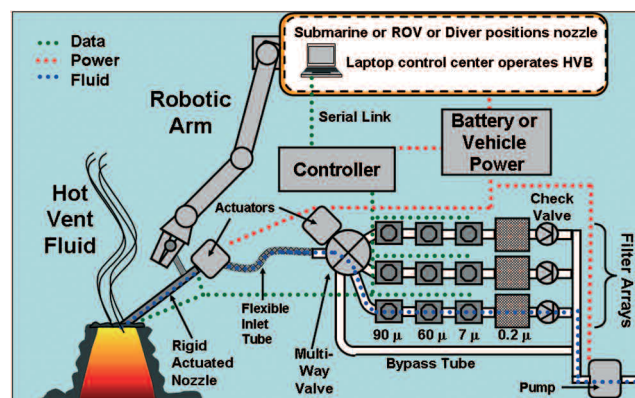 Data
Power
Fluid
Submarine or ROV or Diver positions nozzle
Laptop control center operates HVB
Robotic
Arm
Serial Link
Battery or
Vehicle
Power
Controller
Hot
Vent
Fluid
Actuators
Check
Valve
Filter Arrays
Flexible
Inlet
Tube
Rigid
Actuated
Nozzle
Multi-
Way
Valve
90 μ 60 μ 7 μ 0.2 μ
Bypass Tube
Pump